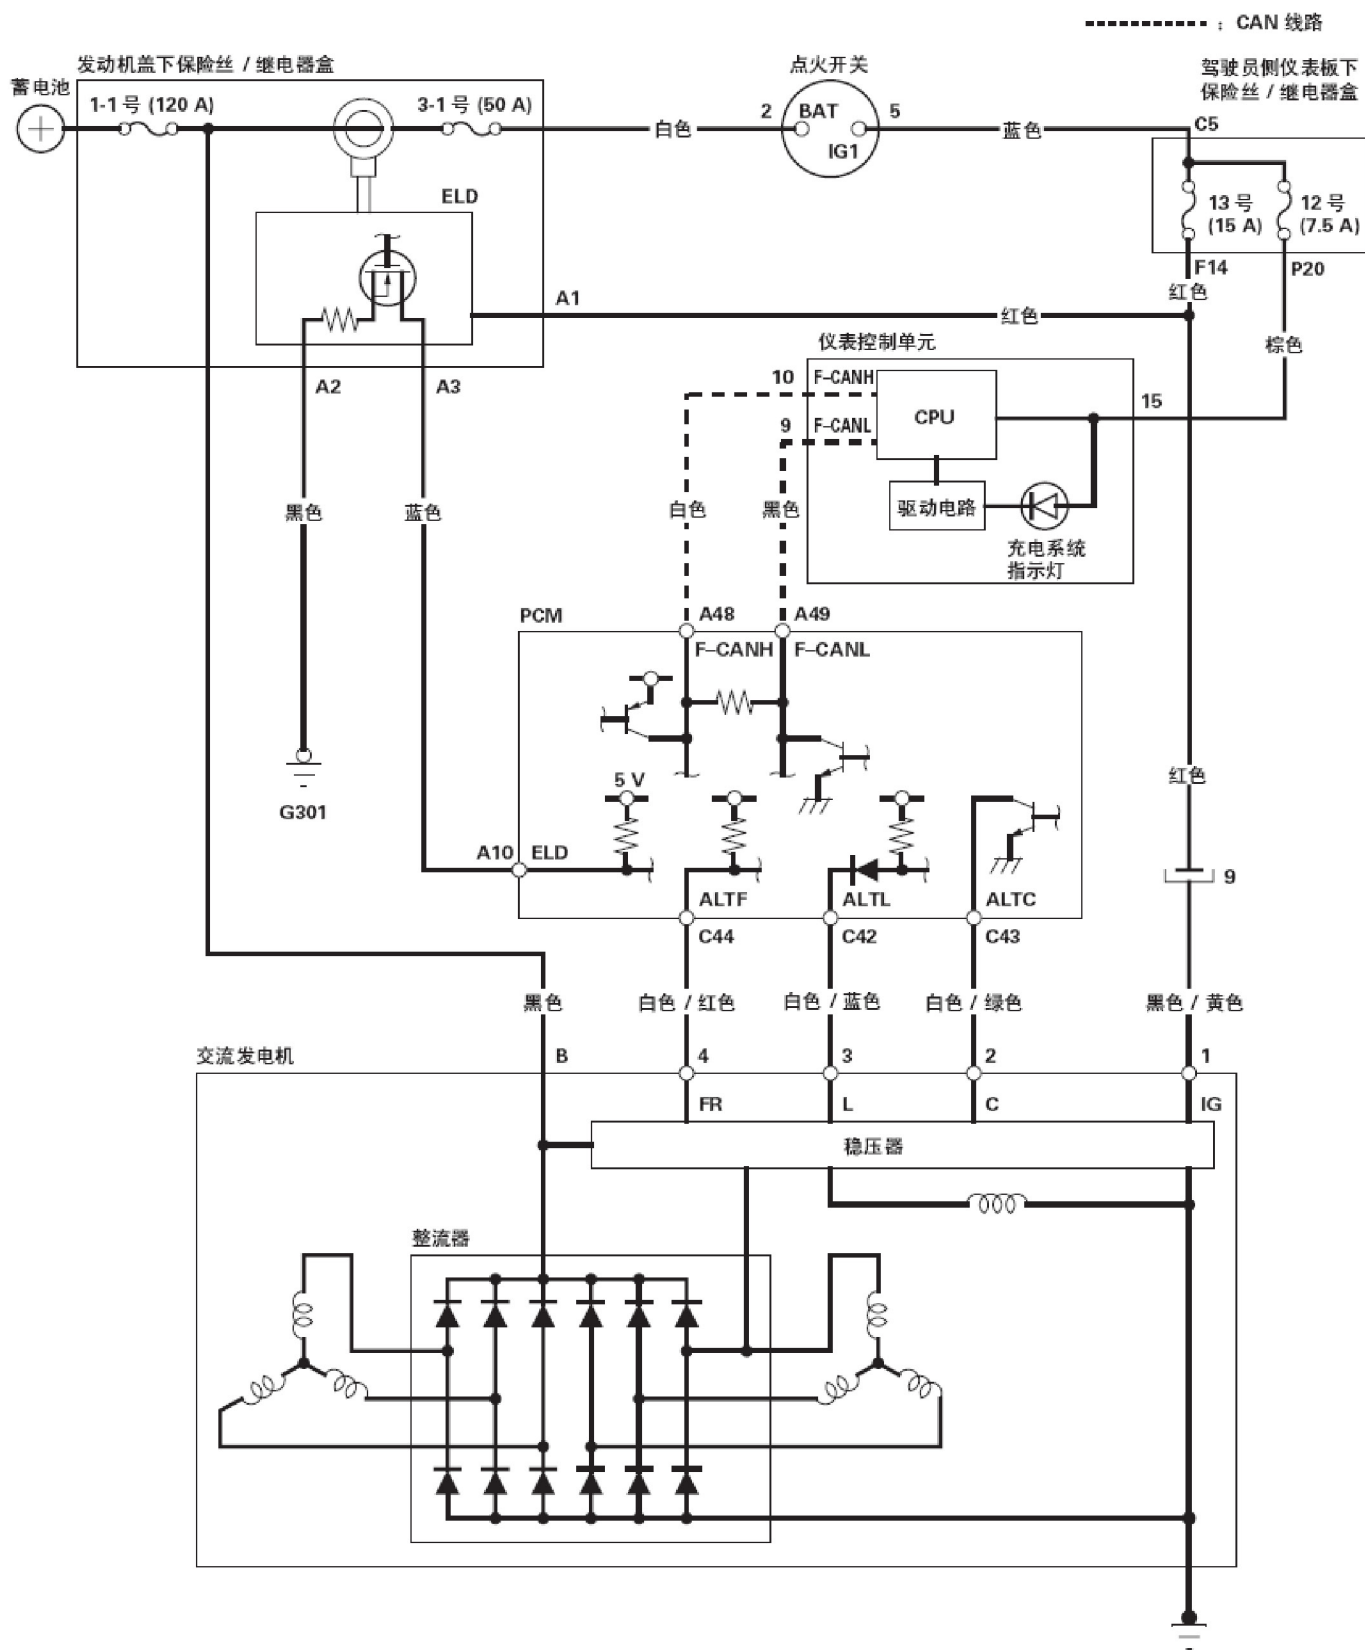 : CAN 线路
发动机盖下保险丝 / 继电器盒
点火开关
驾驶员侧仪表板下
保险丝 / 继电器盒
蓄电池
1-1 号 (120 A)
3-1 号 (50 A)
白色
2
BAT
5
IG1
蓝色
C5
ELD
13 号
(15 A)
12 号
(7.5 A)
F14
P20
红色
A1
红色
棕色
仪表控制单元
A2
A3
10
F–CANH
9
F–CANL
CPU
15
黑色
蓝色
白色
黑色
驱动电路
充电系统
指示灯
PCM
A48
A49
F–CANH
F–CANL
5 V
G301
红色
A10
ELD
9
ALTF
ALTL
ALTC
C44
C42
C43
黑色
白色 / 红色
白色 / 蓝色
白色 / 绿色
黑色 / 黄色
交流发电机
B
4
3
2
1
FR
L
C
IG
稳压器
整流器